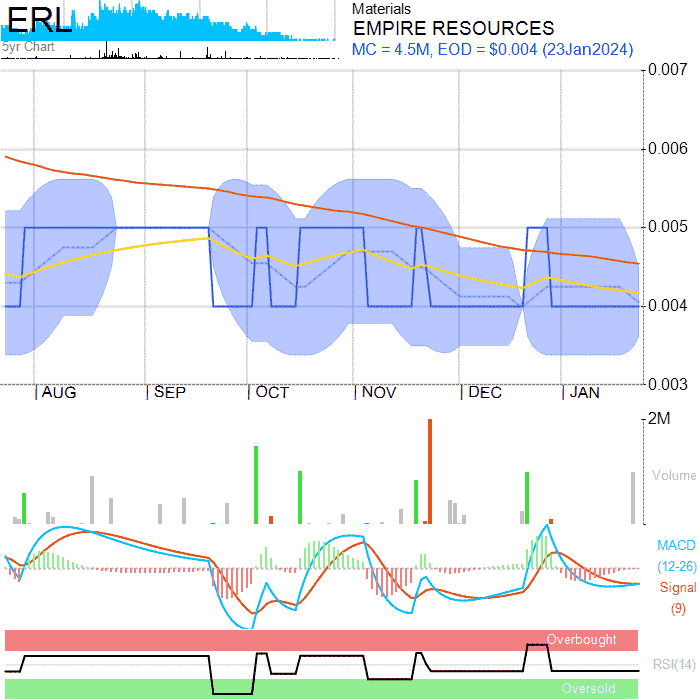 ERL
5yr Chart
Materials
EMPIRE RESOURCES
MC = 4.5M, EOD = $0.004 (23Jan2024)
0.007
0.006
0.005
0.004
0.003
AUG SEP OCT NOV DEC JAN
2M
Volume
MACD
(12-26)
Signal
(9)
Overbought
RSI(14)
Oversold